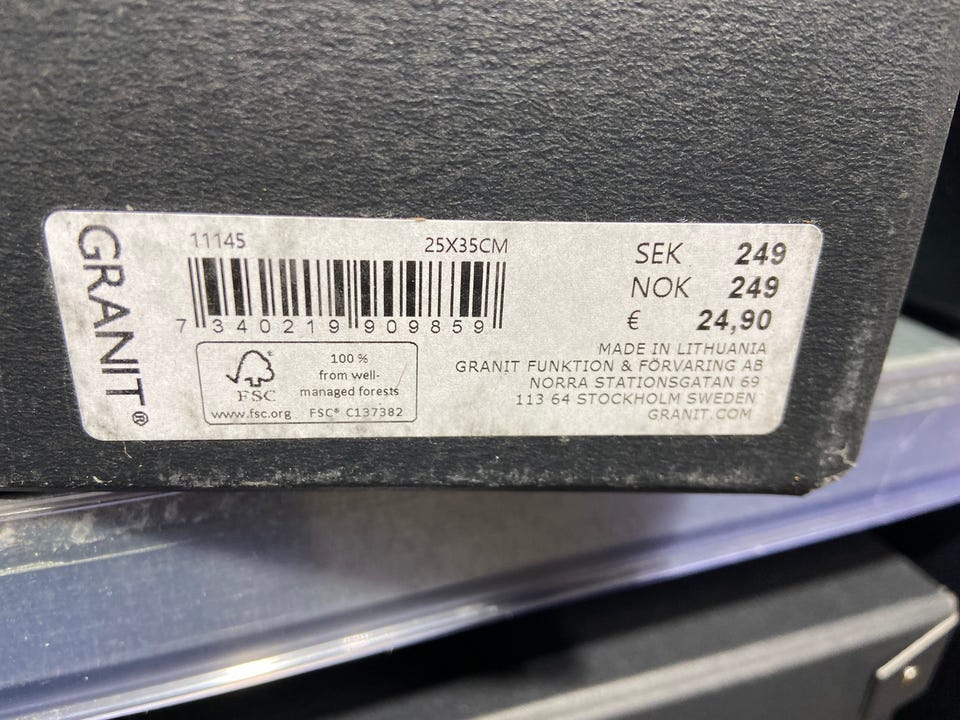 GRANIT®
11145 25X35CM
7 340219 909859
FSC
www.fsc.org
100 %
from well-
managed forests
FSC® C137382
SEK 249
NOK 249
€ 24,90
MADE IN LITHUANIA
GRANIT FUNKTION & FÖRVARING AB
NORRA STATIONSGATAN 69
113 64 STOCKHOLM SWEDEN
GRANIT.COM